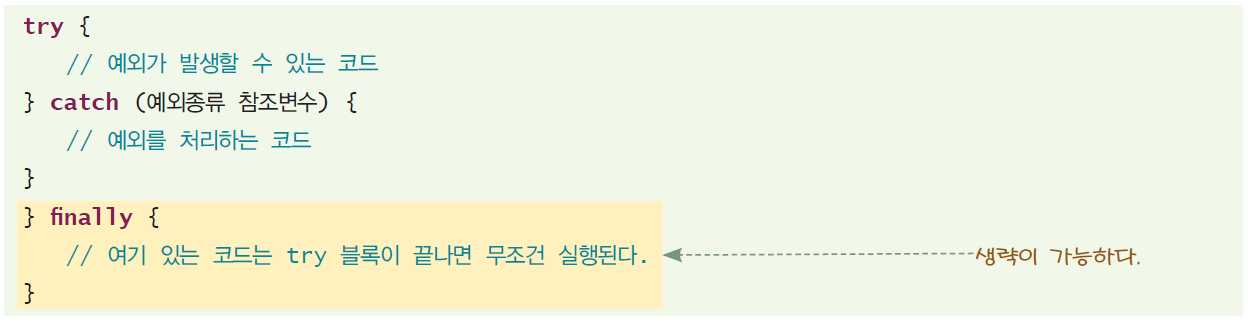 try {
// 예외가 발생할 수 있는 코드
} catch (예외종류 참조변수) {
// 예외를 처리하는 코드
}
} finally {
// 여기 있는 코드는 try 블록이 끝나면 무조건 실행된다. 생략이 가능하다.
}